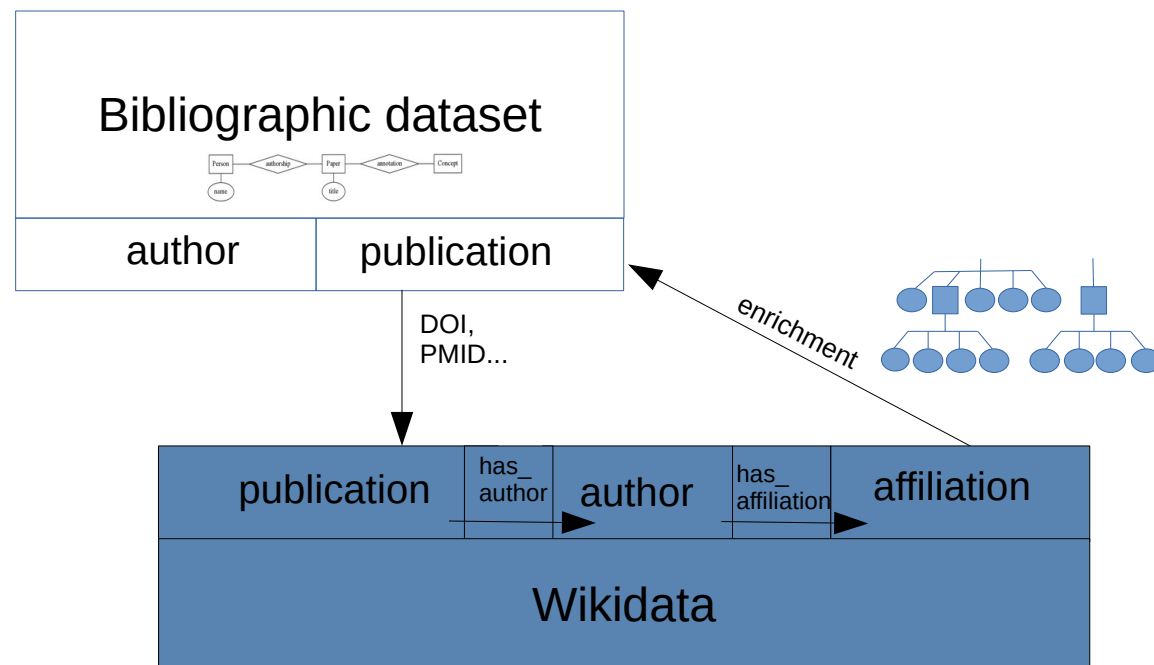 Bibliographic dataset
Person authorship Paper annotation Concept
name title
author publication
DOI,
PMID...
enrichment
publication has_
author author has_
affiliation affiliation
Wikidata